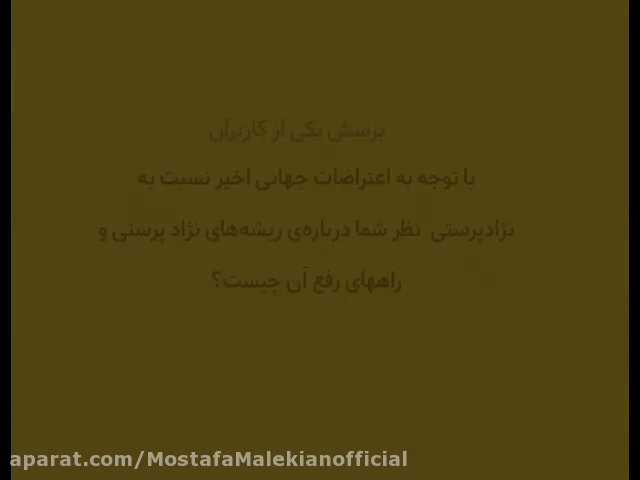 پرسش یکی از کاربران
با توجه به اعتراضات جهانی اخیر نسبت به
نژادپرستی نظر شما درباره‌ی ریشه‌های نژاد پرستی و
راههای رفع آن چیست؟
aparat.com/MostafaMalekianofficial